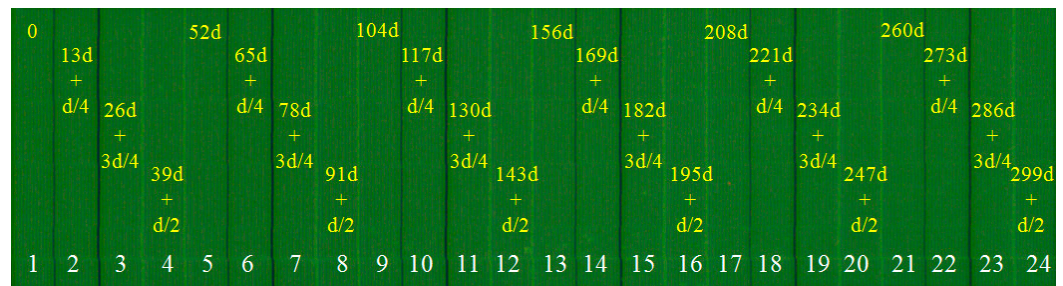 0 52d 104d 156d 208d 260d
13d 65d 117d 169d 221d 273d
+ + + + + +
d/4 d/4 d/4 d/4 d/4 d/4
26d 78d 130d 182d 234d 286d
+ + + + + +
3d/4 3d/4 3d/4 3d/4 3d/4 3d/4
39d 91d 143d 195d 247d 299d
+ + + + + +
d/2 d/2 d/2 d/2 d/2 d/2
1 2 3 4 5 6 7 8 9 10 11 12 13 14 15 16 17 18 19 20 21 22 23 24